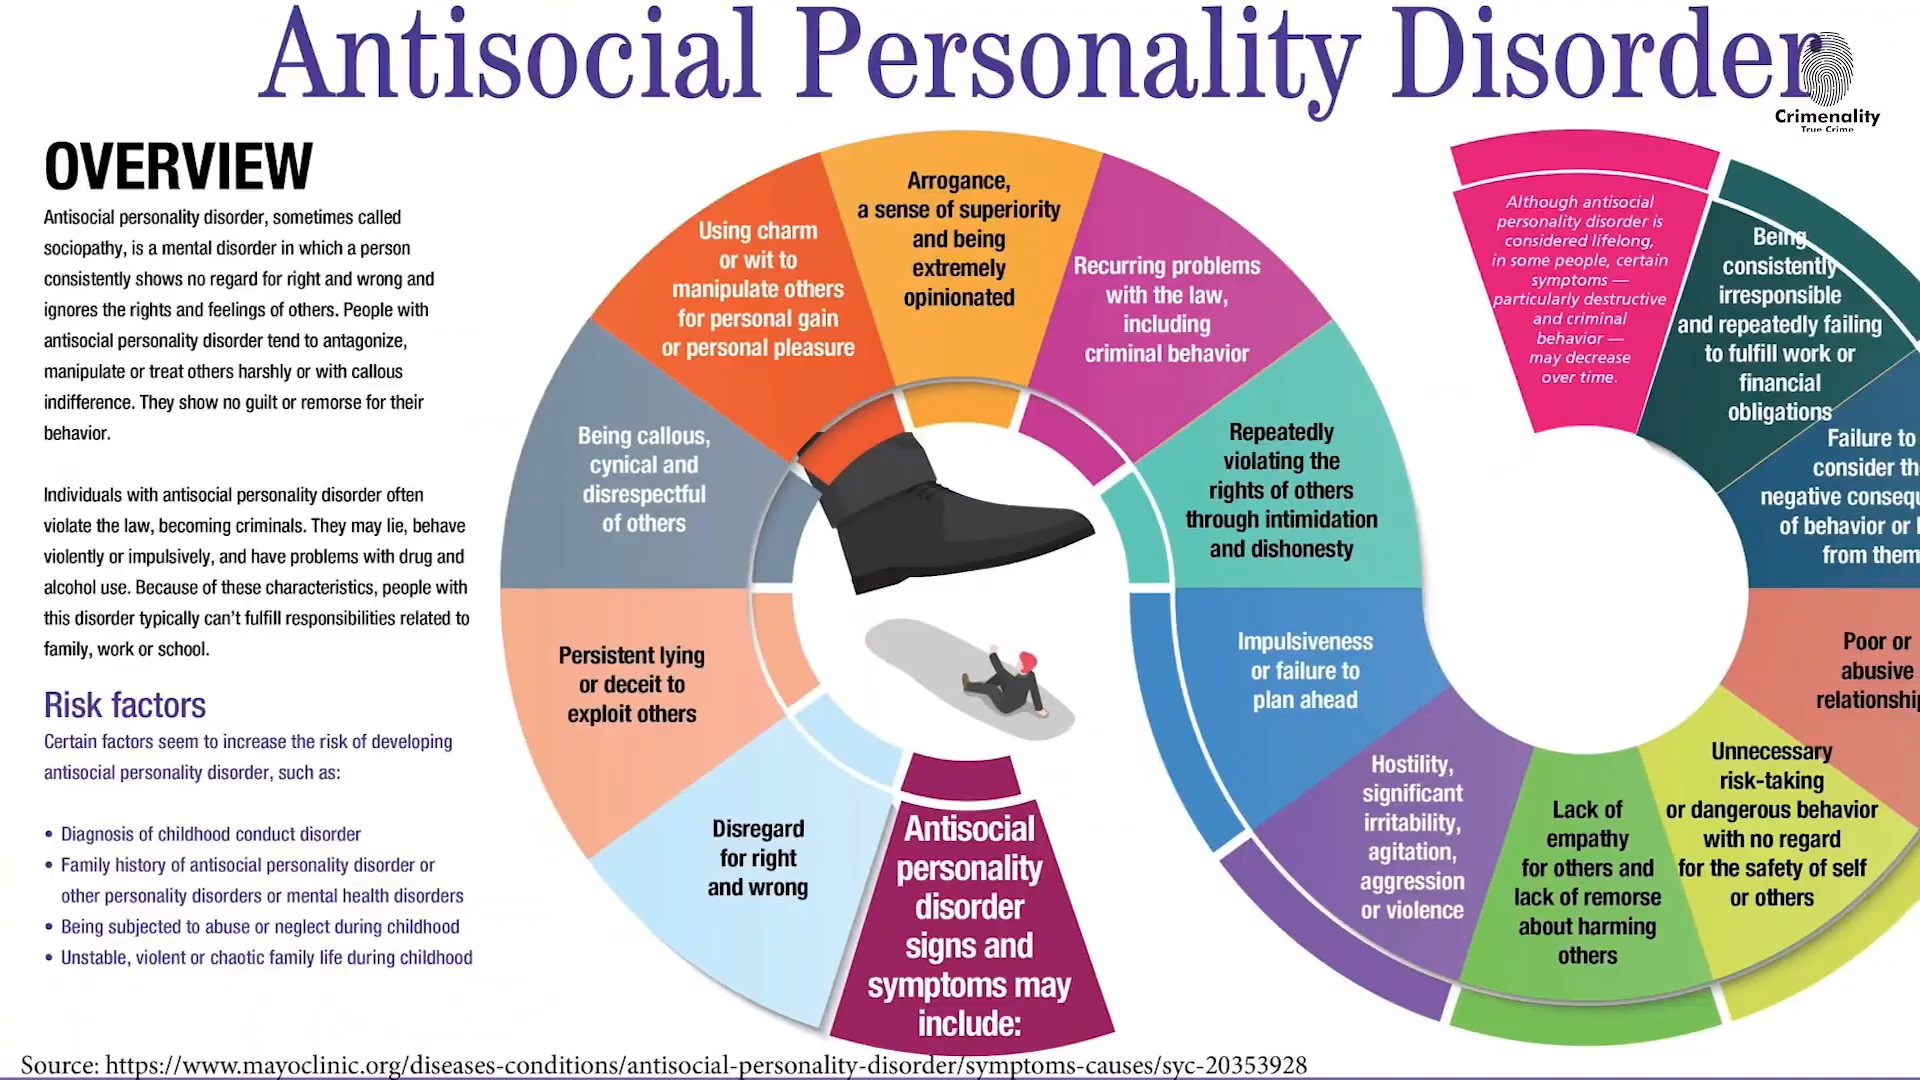 Antisocial Personality Disorder
Crimenality
True Crime
OVERVIEW
Antisocial personality disorder, sometimes called
sociopathy, is a mental disorder in which a person
consistently shows no regard for right and wrong and
ignores the rights and feelings of others. People with
antisocial personality disorder tend to antagonize,
manipulate or treat others harshly or with callous
indifference. They show no guilt or remorse for their
behavior.
Individuals with antisocial personality disorder often
violate the law, becoming criminals. They may lie, behave
violently or impulsively, and have problems with drug and
alcohol use. Because of these characteristics, people with
this disorder typically can’t fulfill responsibilities related to
family, work or school.
Risk factors
Certain factors seem to increase the risk of developing
antisocial personality disorder, such as:
• Diagnosis of childhood conduct disorder
• Family history of antisocial personality disorder or
other personality disorders or mental health disorders
• Being subjected to abuse or neglect during childhood
• Unstable, violent or chaotic family life during childhood
Antisocial
personality
disorder
signs and
symptoms may
include:
Disregard
for right
and wrong
Persistent lying
or deceit to
exploit others
Being callous,
cynical and
disrespectful
of others
Using charm
or wit to
manipulate others
for personal gain
or personal pleasure
Arrogance,
a sense of superiority
and being
extremely
opinionated
Recurring problems
with the law,
including
criminal behavior
Repeatedly
violating the
rights of others
through intimidation
and dishonesty
Impulsiveness
or failure to
plan ahead
Hostility,
significant
irritability,
agitation,
aggression
or violence
Lack of
empathy
for others and
lack of remorse
about harming
others
Unnecessary
risk-taking
or dangerous behavior
with no regard
for the safety of self
or others
Poor or
abusive
Failure to
consider
negative
of behavior or
from them
Being
consistently
irresponsible
and repeatedly failing
to fulfill work or
financial
obligations
Although antisocial
personality disorder is
considered lifelong,
in some people, certain
symptoms —
particularly destructive
and criminal
behavior —
may decrease
over time.
Source: https://www.mayoclinic.org/diseases-conditions/antisocial-personality-disorder/symptoms-causes/syc-20353928